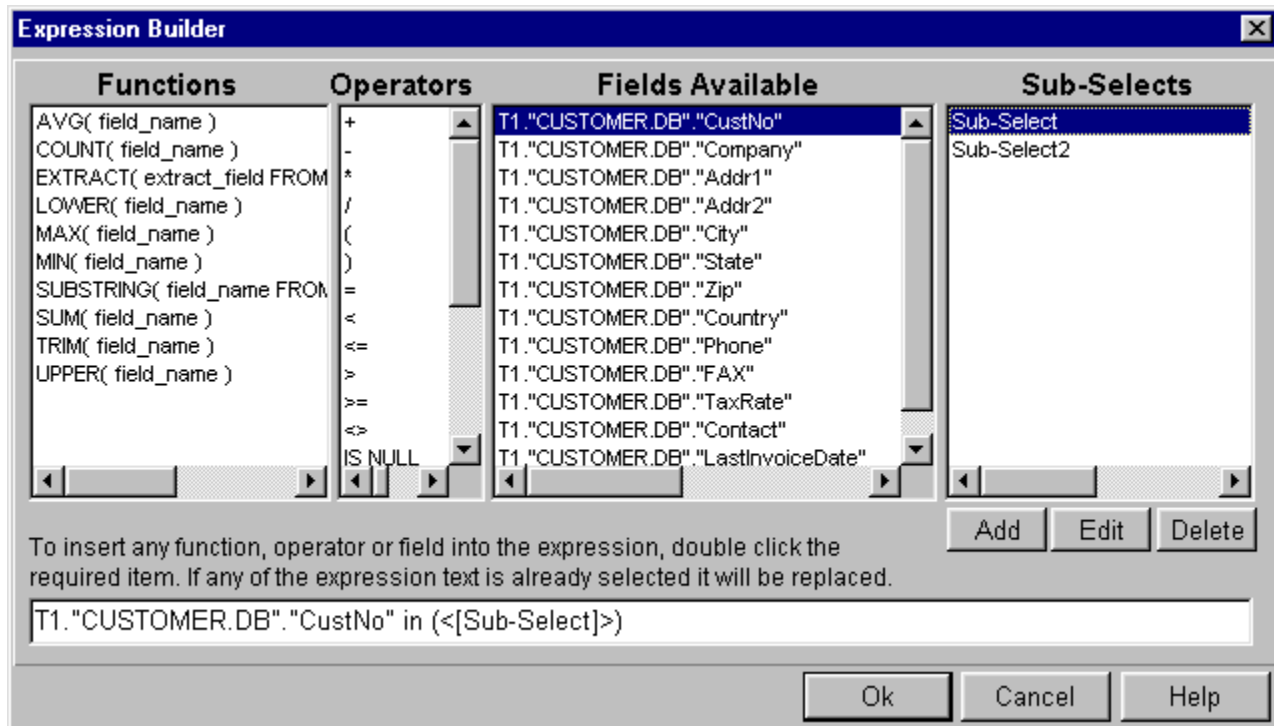 Expression Builder
Functions
AVG( field_name )
COUNT( field_name )
EXTRACT( extract_field FROM
LOWER( field_name )
MAX( field_name )
MIN( field_name )
SUBSTRING( field_name FROM
SUM( field_name )
TRIM( field_name )
UPPER( field_name )
Operators
+
-
*
/
(
)
=
<
<=
>
>=
<>
IS NULL
Fields Available
T1."CUSTOMER.DB"."CustNo"
T1."CUSTOMER.DB"."Company"
T1."CUSTOMER.DB"."Addr1"
T1."CUSTOMER.DB"."Addr2"
T1."CUSTOMER.DB"."City"
T1."CUSTOMER.DB"."State"
T1."CUSTOMER.DB"."Zip"
T1."CUSTOMER.DB"."Country"
T1."CUSTOMER.DB"."Phone"
T1."CUSTOMER.DB"."FAX"
T1."CUSTOMER.DB"."TaxRate"
T1."CUSTOMER.DB"."Contact"
T1."CUSTOMER.DB"."LastInvoiceDate"
Sub-Selects
Sub-Select
Sub-Select2
Add Edit Delete
To insert any function, operator or field into the expression, double click the
required item. If any of the expression text is already selected it will be replaced.
T1."CUSTOMER.DB"."CustNo" in (<[Sub-Select]>)
Ok Cancel Help